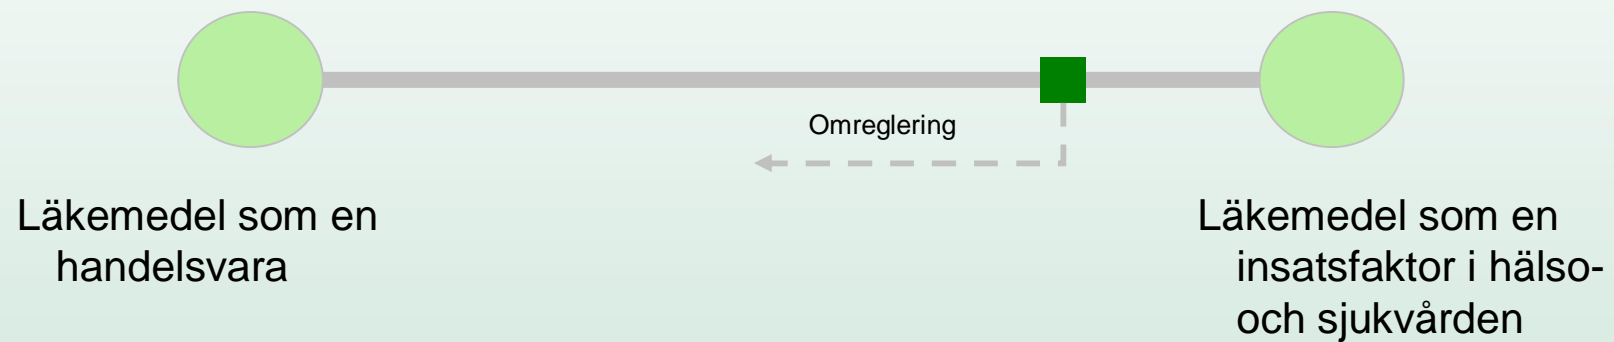 Omreglering
Läkemedel som en
handelsvara
Läkemedel som en
insatsfaktor i hälso-
och sjukvården